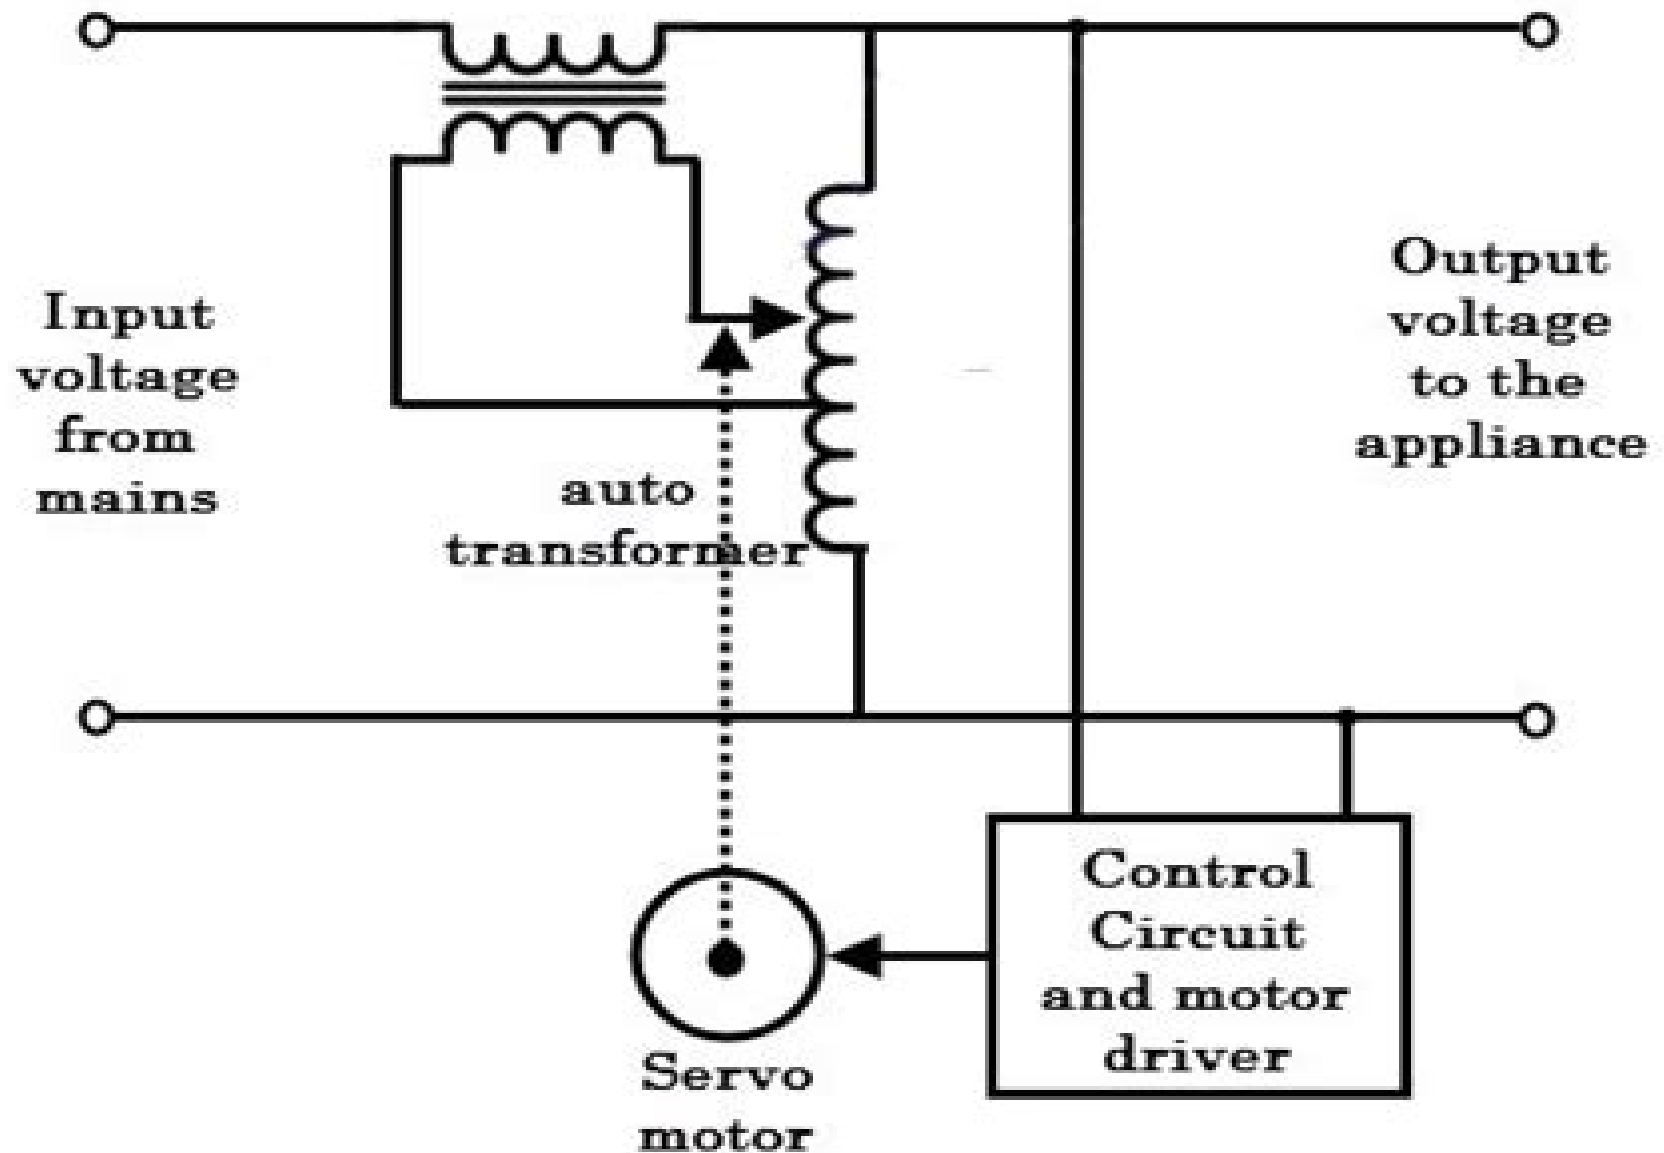 Input
voltage
from
mains
auto
transformer
Output
voltage
to the
appliance
Control
Circuit
and motor
driver
Servo
motor